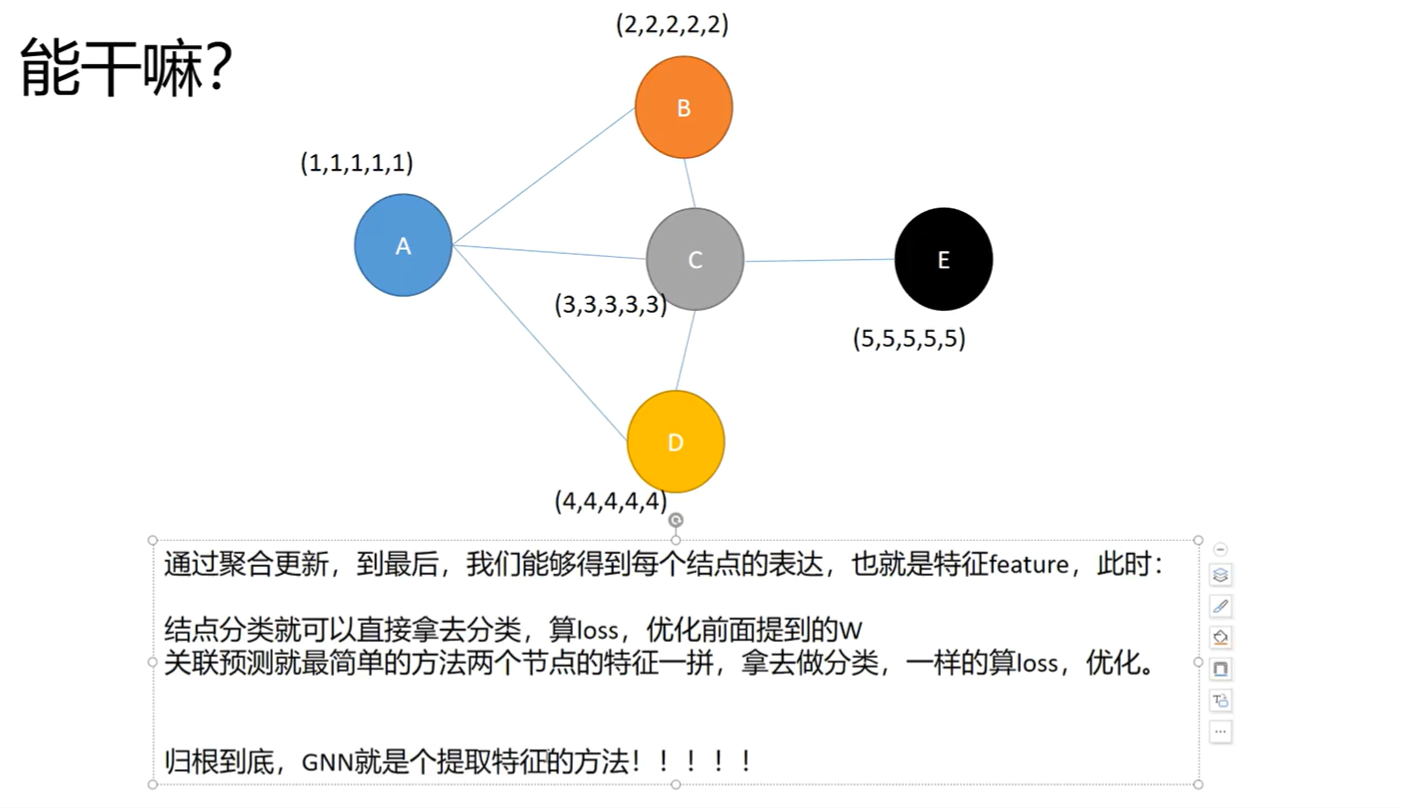 能干嘛？
(2,2,2,2,2)
B
(1,1,1,1,1)
A
C
E
(3,3,3,3,3)
(5,5,5,5,5)
D
(4,4,4,4,4)
通过聚合更新，到最后，我们能够得到每个结点的表达，也就是特征feature，此时：
结点分类就可以直接拿去分类，算loss，优化前面提到的W
关联预测就最简单的方法两个节点的特征一拼，拿去做分类，一样的算loss，优化。
归根到底，GNN就是个提取特征的方法！！！！！